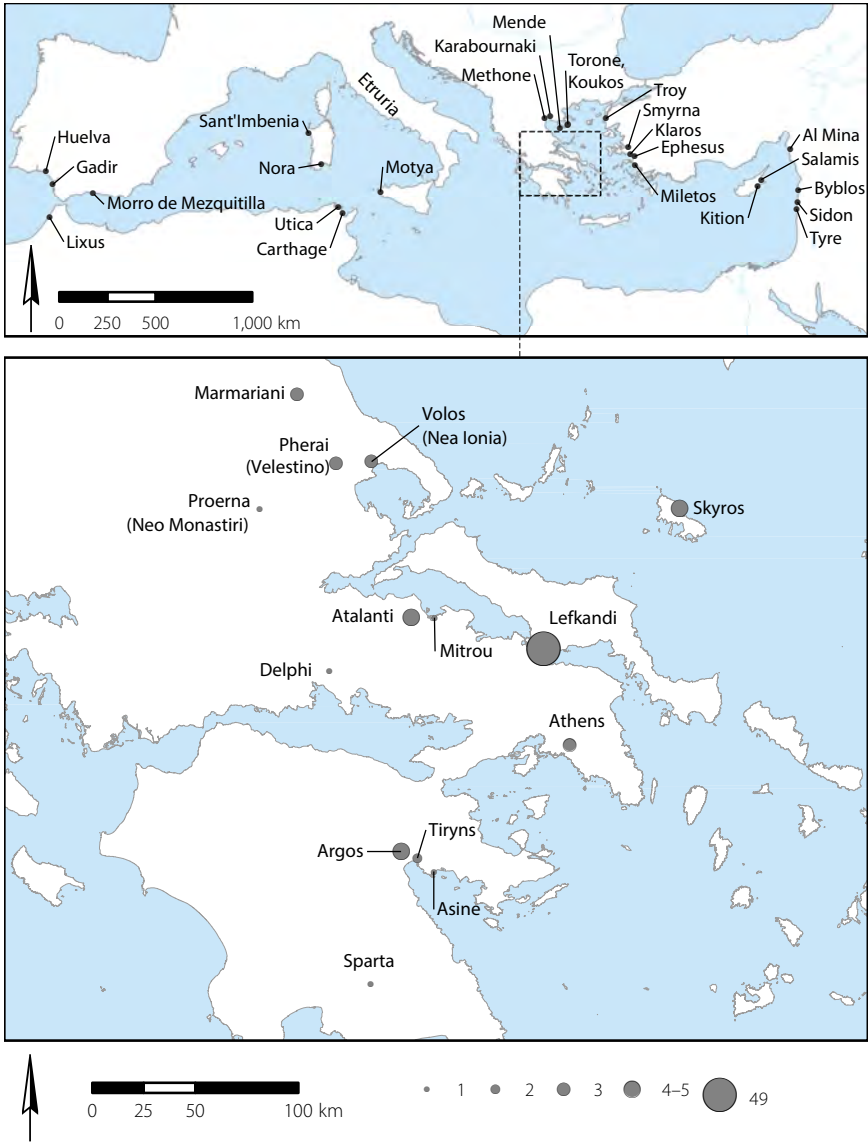 Mende
Karabournaki
Methone
Torone,
Koukos
Troy
Smyrna
Klaros
Ephesus
Miletos
Etruria
Sant'Imbenia
Nora
Motya
Huelva
Gadir
Morro de Mezquitilla
Lixus
Utica
Carthage
Al Mina
Salamis
Byblos
Kition
Sidon
Tyre
0 250 500 1,000 km
Marmariani
Volos
(Nea Ionia)
Pherai
(Velestino)
Proerna
(Neo Monastiri)
Skyros
Atalanti
Mitrou
Lefkandi
Delphi
Athens
Tiryns
Argos
Asine
Sparta
0 25 50 100 km
1 2 3 4–5 49